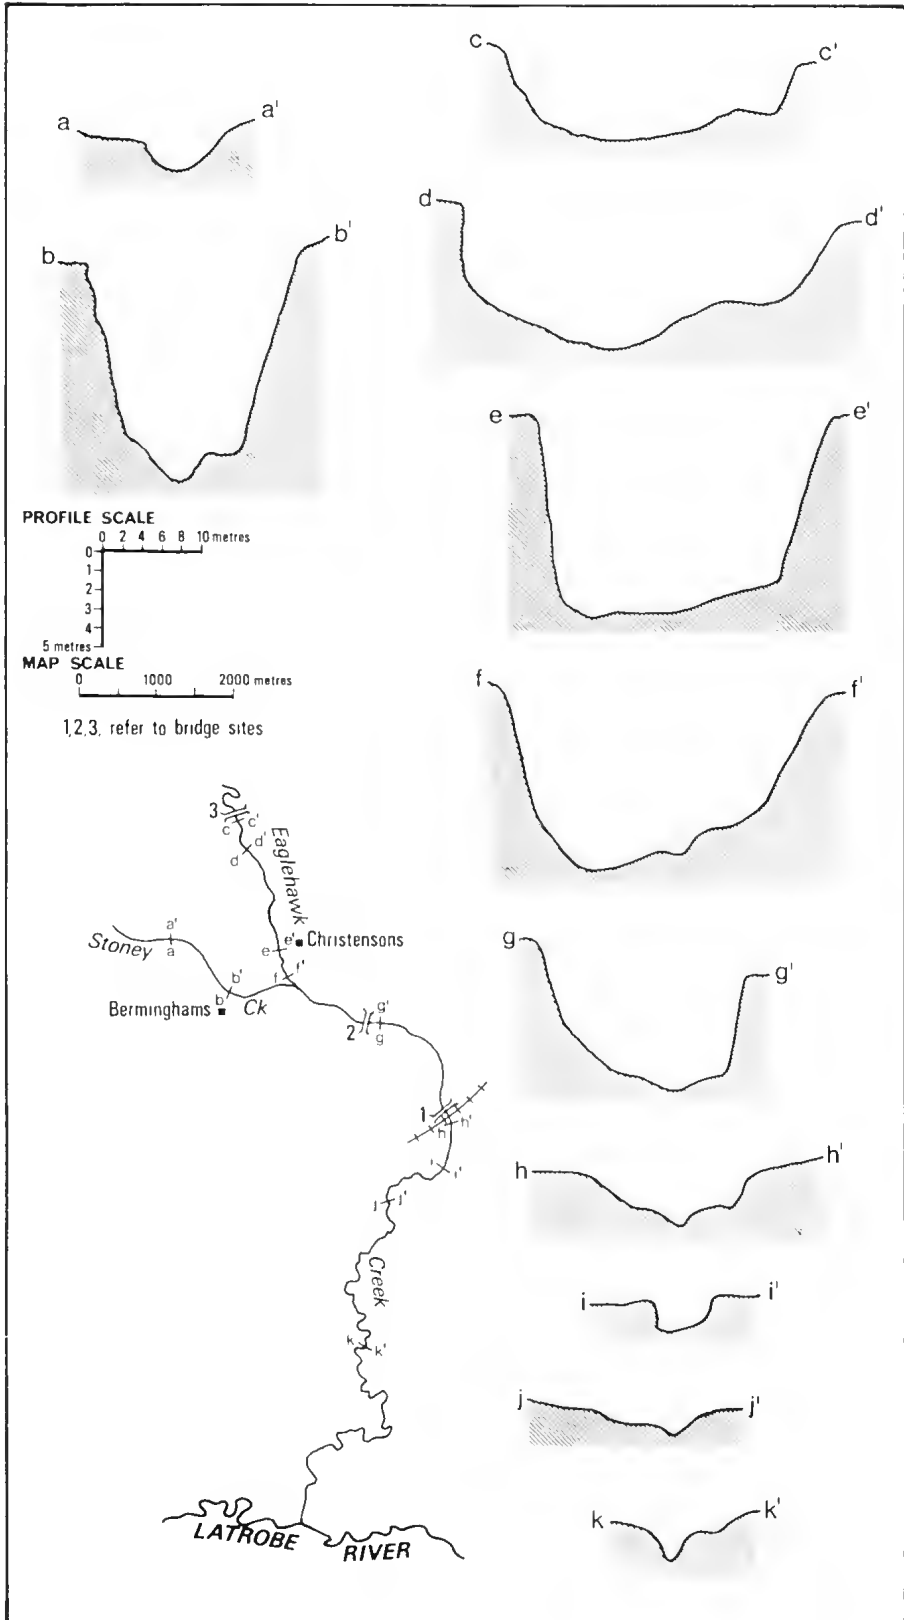 a a'
b b'
c c'
d d'
e e'
f f'
g g'
h h'
i i'
j j'
k k'
PROFILE SCALE
0 2 4 6 8 10 metres
0
1
2
3
4
5 metres
MAP SCALE
0 1000 2000 metres
1,2,3, refer to bridge sites
3
c c'
d d'
Eaglehawk
e e'
Christensons
f f'
Stoney
a'
a
b'
b
Ck
Berminghams
2
g'
g
1
h h'
i i'
j j'
Creek
k k'
LATROBE RIVER